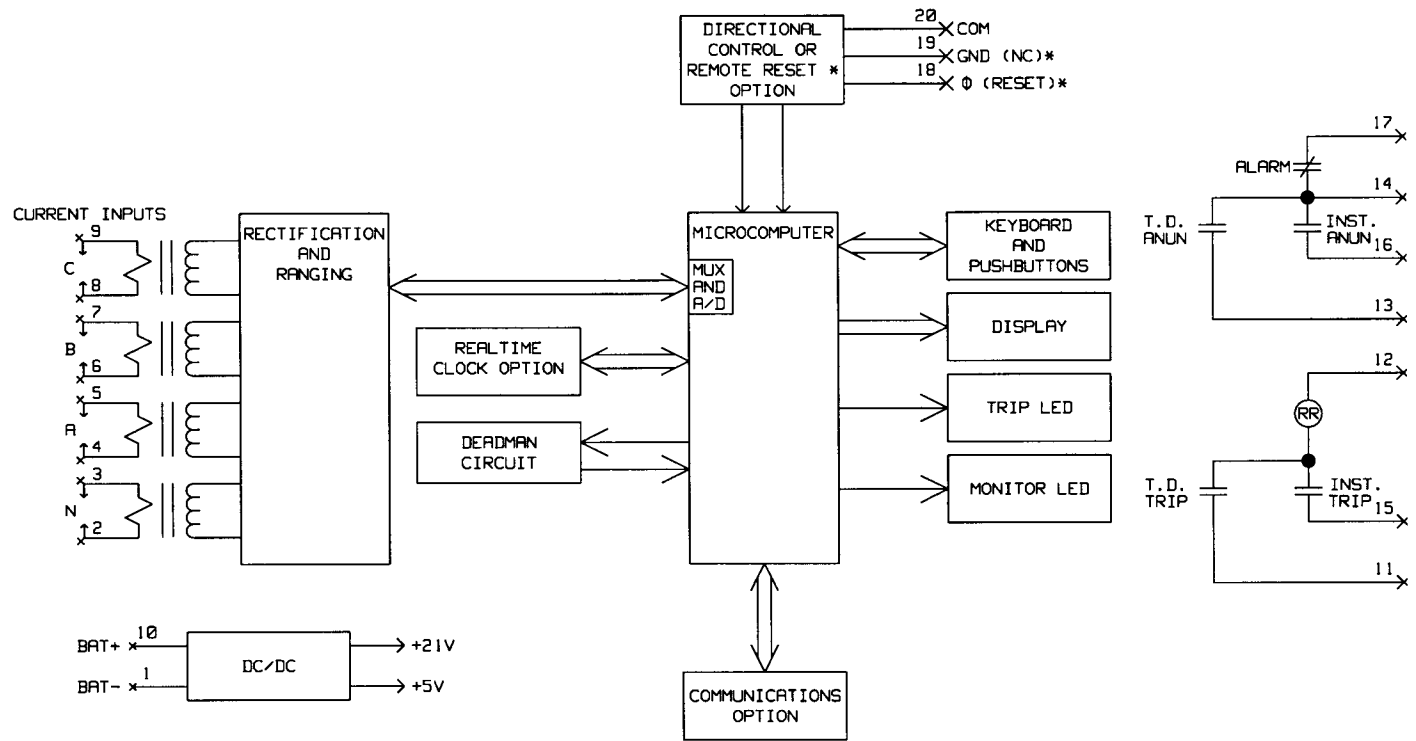 DIRECTIONAL
CONTROL OR
REMOTE RESET *
OPTION
20
COM
19
GND (NC)*
18
Φ (RESET)*
CURRENT INPUTS
9
C
8
7
B
6
5
A
4
3
N
2
RECTIFICATION
AND
RANGING
MICROCOMPUTER
MUX
AND
A/D
REALTIME
CLOCK OPTION
DEADMAN
CIRCUIT
KEYBOARD
AND
PUSHBUTTONS
DISPLAY
TRIP LED
MONITOR LED
17
ALARM
14
T.D.
ANUN
INST.
ANUN
16
13
12
RR
T.D.
TRIP
INST.
TRIP
15
11
BAT+
10
BAT-
1
DC/DC
+21V
+5V
COMMUNICATIONS
OPTION